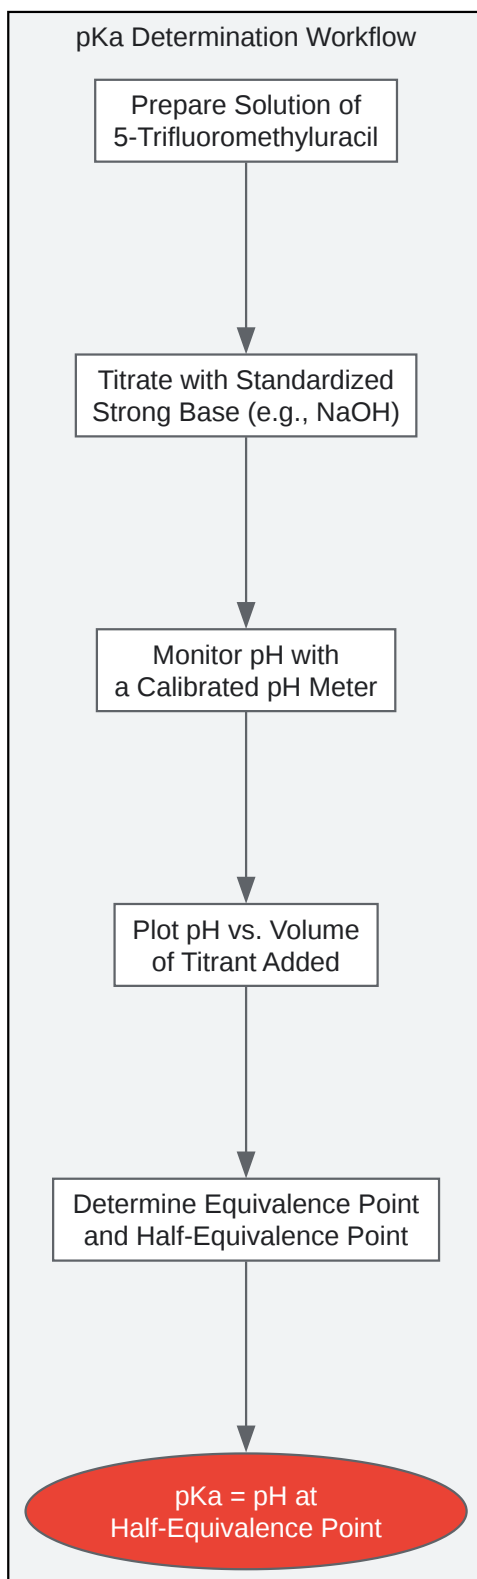 pKa Determination Workflow
Prepare Solution of
5-Trifluoromethyluracil
Titrate with Standardized
Strong Base (e.g., NaOH)
Monitor pH with
a Calibrated pH Meter
Plot pH vs. Volume
of Titrant Added
Determine Equivalence Point
and Half-Equivalence Point
pKa = pH at
Half-Equivalence Point